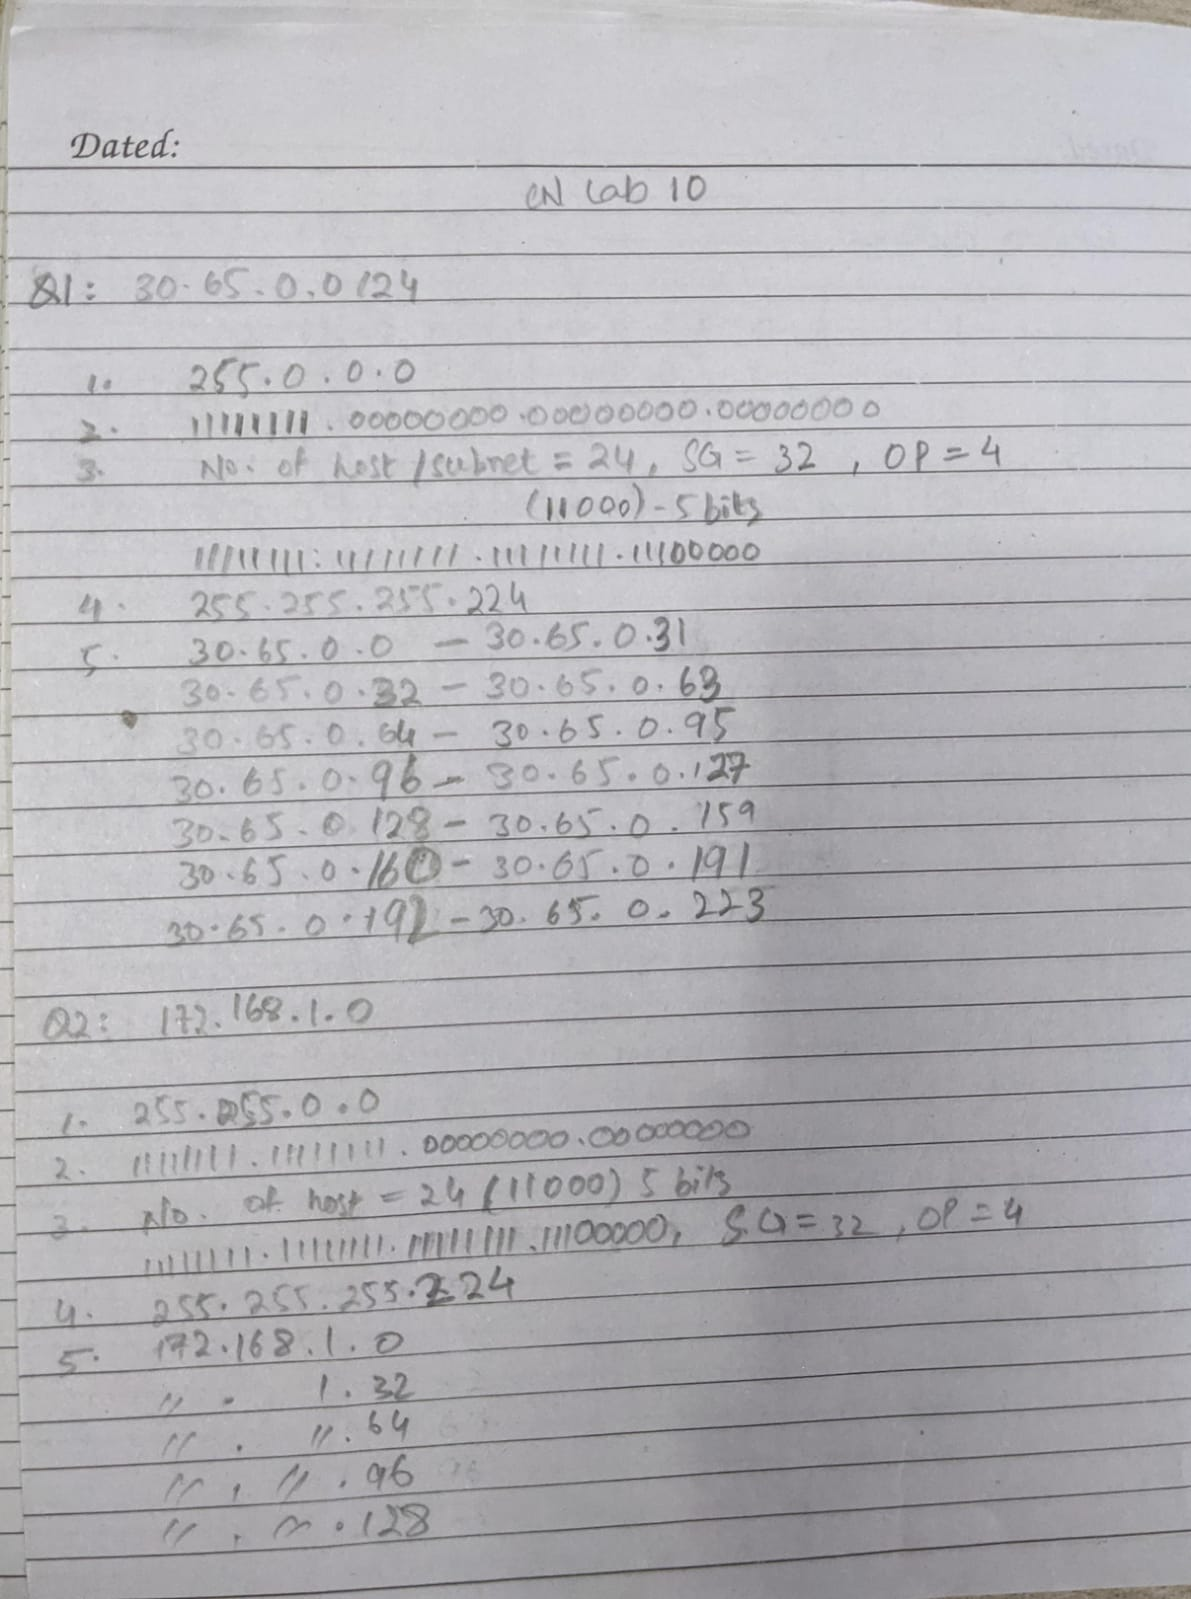 Dated:
CN Lab 10
Q1: 30.65.0.0/24
1. 255.0.0.0
2. 11111111.00000000.00000000.00000000
3. No. of host/subnet = 24, SG = 32, OP = 4
(11000) - 5 bits
11111111.11111111.11111111.11100000
4. 255.255.255.224
5. 30.65.0.0 - 30.65.0.31
30.65.0.32 - 30.65.0.63
30.65.0.64 - 30.65.0.95
30.65.0.96 - 30.65.0.127
30.65.0.128 - 30.65.0.159
30.65.0.160 - 30.65.0.191
30.65.0.192 - 30.65.0.223
Q2: 172.168.1.0
1. 255.255.0.0
2. 11111111.11111111.00000000.00000000
3. No. of host = 24 (11000) 5 bits
11111111.11111111.11111111.11100000, SG = 32, OP = 4
4. 255.255.255.224
5. 172.168.1.0
〃 . 1.32
〃 . 〃.64
〃 . 〃.96
〃 . 〃.128